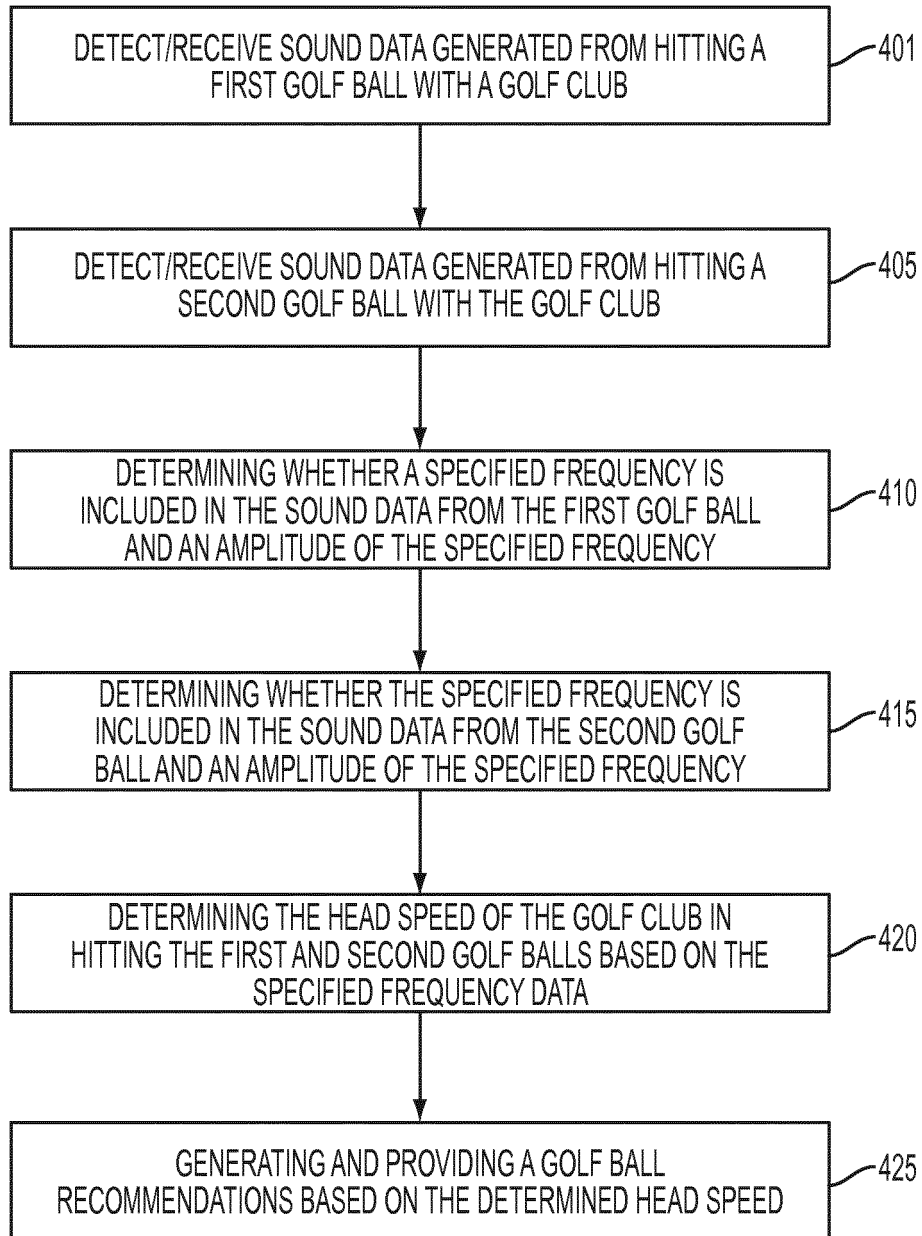 DETECT/RECEIVE SOUND DATA GENERATED FROM HITTING A
FIRST GOLF BALL WITH A GOLF CLUB
401
DETECT/RECEIVE SOUND DATA GENERATED FROM HITTING A
SECOND GOLF BALL WITH THE GOLF CLUB
405
DETERMINING WHETHER A SPECIFIED FREQUENCY IS
INCLUDED IN THE SOUND DATA FROM THE FIRST GOLF BALL
AND AN AMPLITUDE OF THE SPECIFIED FREQUENCY
410
DETERMINING WHETHER THE SPECIFIED FREQUENCY IS
INCLUDED IN THE SOUND DATA FROM THE SECOND GOLF
BALL AND AN AMPLITUDE OF THE SPECIFIED FREQUENCY
415
DETERMINING THE HEAD SPEED OF THE GOLF CLUB IN
HITTING THE FIRST AND SECOND GOLF BALLS BASED ON THE
SPECIFIED FREQUENCY DATA
420
GENERATING AND PROVIDING A GOLF BALL
RECOMMENDATIONS BASED ON THE DETERMINED HEAD SPEED
425